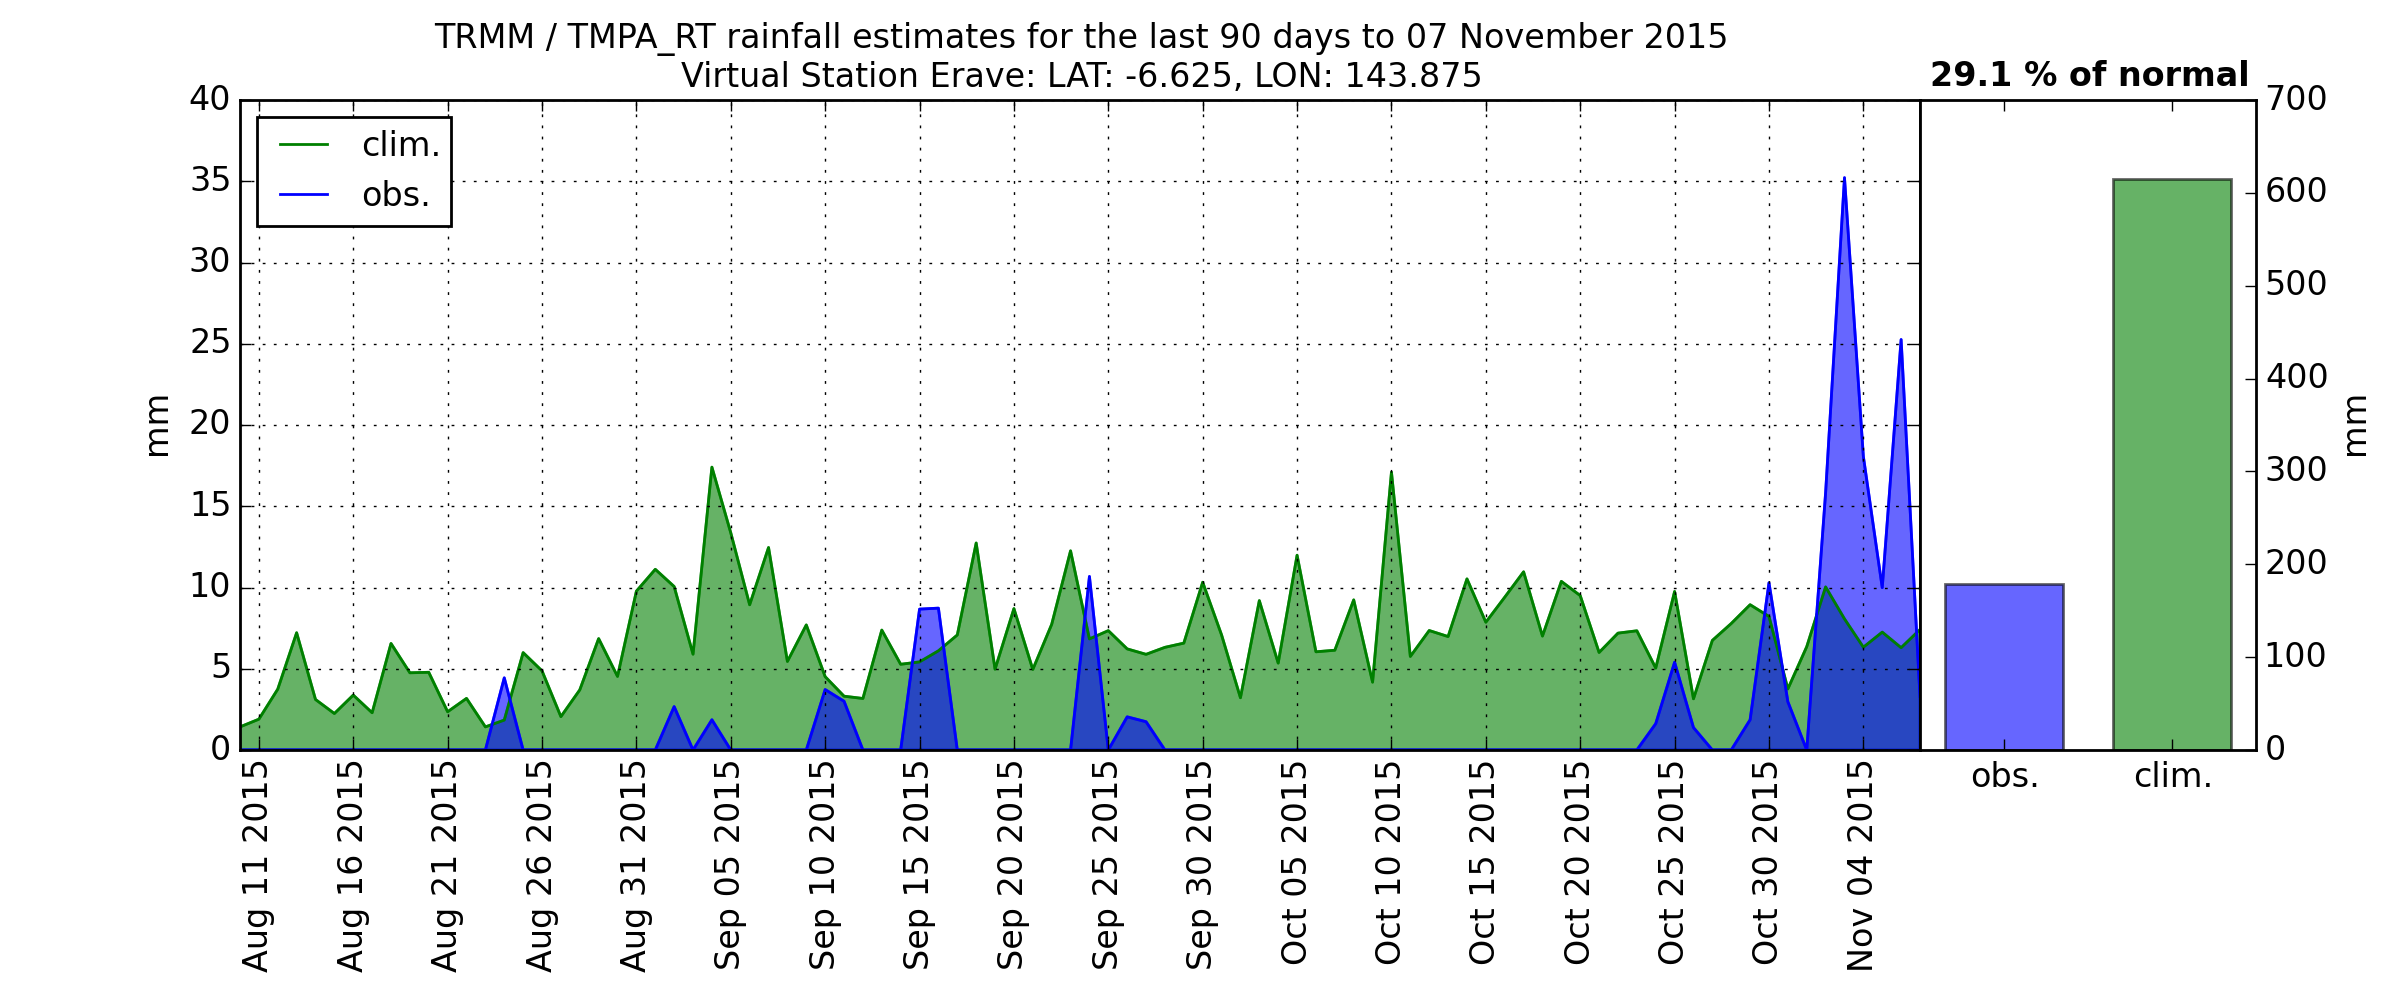 TRMM / TMPA_RT rainfall estimates for the last 90 days to 07 November 2015
Virtual Station Erave: LAT: -6.625, LON: 143.875
29.1 % of normal
clim.
obs.
40
35
30
25
20
15
10
5
0
mm
700
600
500
400
300
200
100
0
mm
Aug 11 2015
Aug 16 2015
Aug 21 2015
Aug 26 2015
Aug 31 2015
Sep 05 2015
Sep 10 2015
Sep 15 2015
Sep 20 2015
Sep 25 2015
Sep 30 2015
Oct 05 2015
Oct 10 2015
Oct 15 2015
Oct 20 2015
Oct 25 2015
Oct 30 2015
Nov 04 2015
obs.
clim.